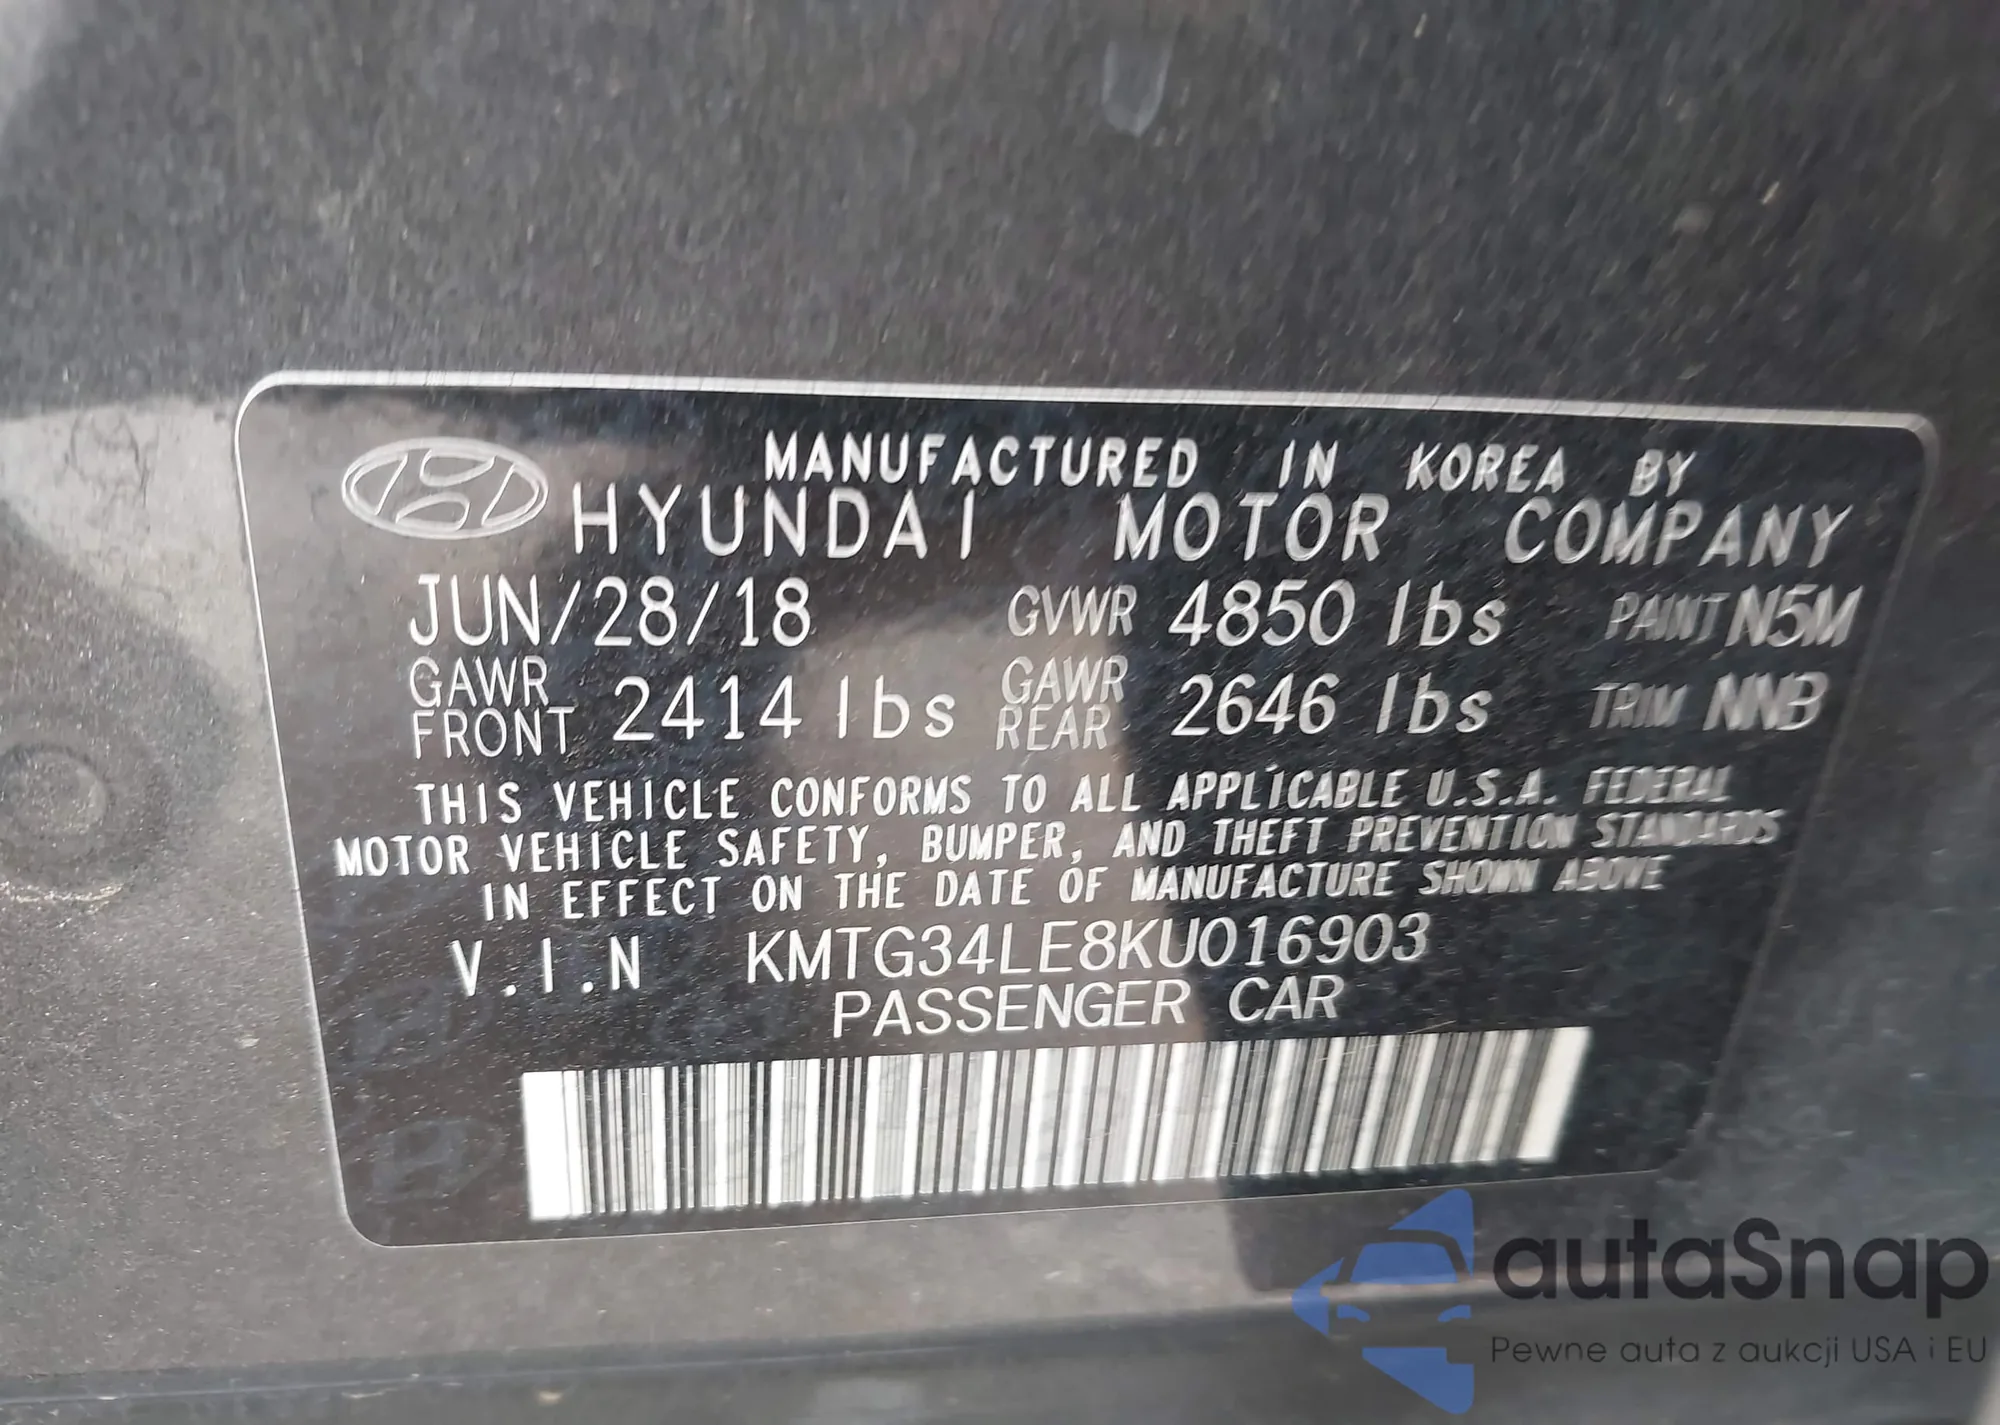 MANUFACTURED IN KOREA BY
HYUNDAI MOTOR COMPANY
JUN/28/18 GVWR 4850 lbs PAINT N5M
GAWR FRONT 2414 lbs GAWR REAR 2646 lbs TRIM NNB
THIS VEHICLE CONFORMS TO ALL APPLICABLE U.S.A. FEDERAL
MOTOR VEHICLE SAFETY, BUMPER, AND THEFT PREVENTION STANDARDS
IN EFFECT ON THE DATE OF MANUFACTURE SHOWN ABOVE
V.I.N KMTG34LE8KU016903
PASSENGER CAR
autaSnap
Pewne auta z aukcji USA i EU